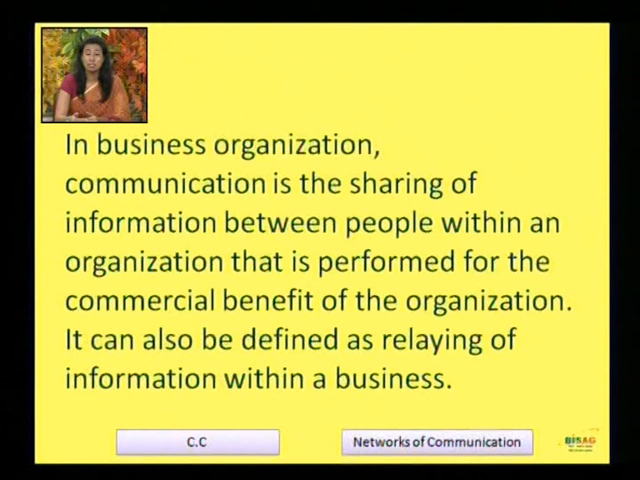 In business organization,
communication is the sharing of
information between people within an
organization that is performed for the
commercial benefit of the organization.
It can also be defined as relaying of
information within a business.
C.C
Networks of Communication
BISAG